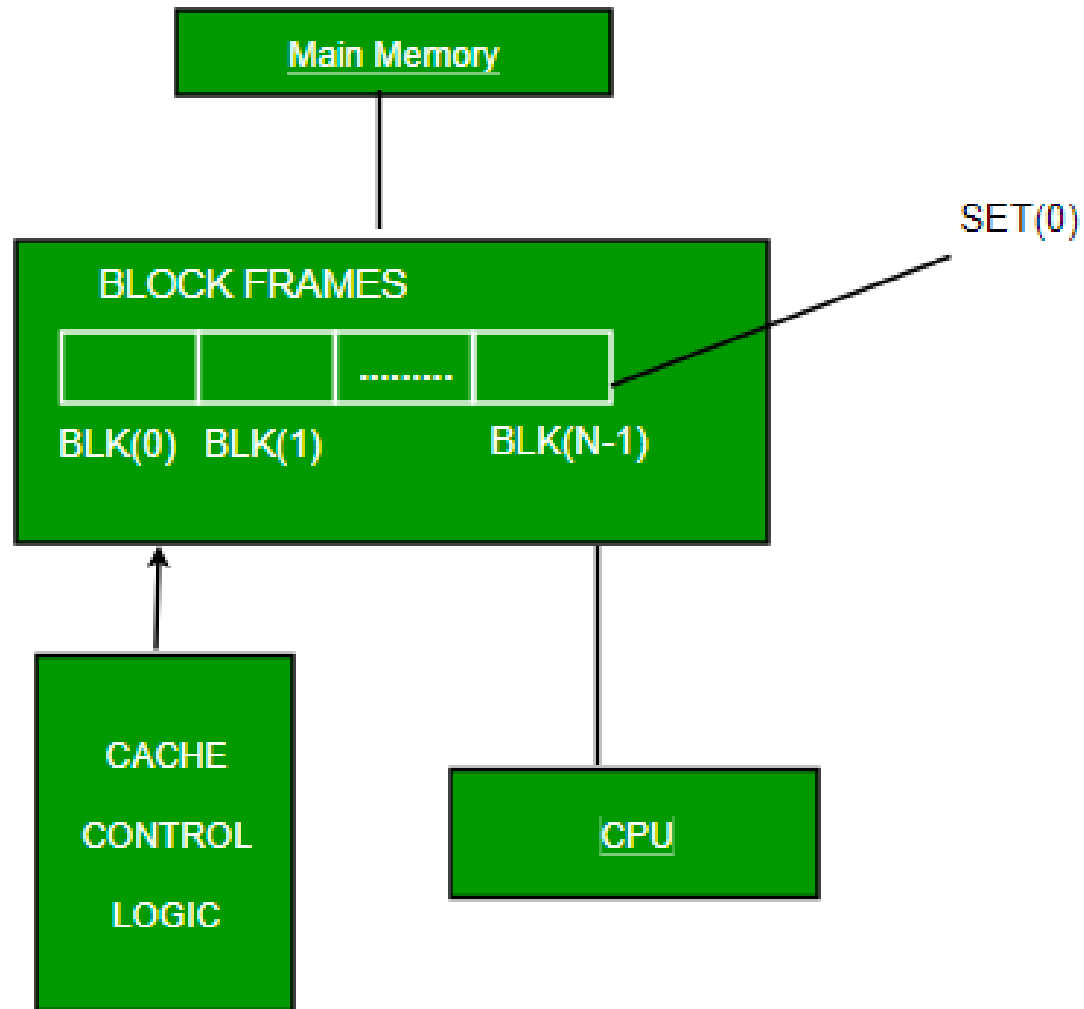 Main Memory
SET(0)
BLOCK FRAMES
.........
BLK(0) BLK(1) BLK(N-1)
CACHE
CONTROL
LOGIC
CPU